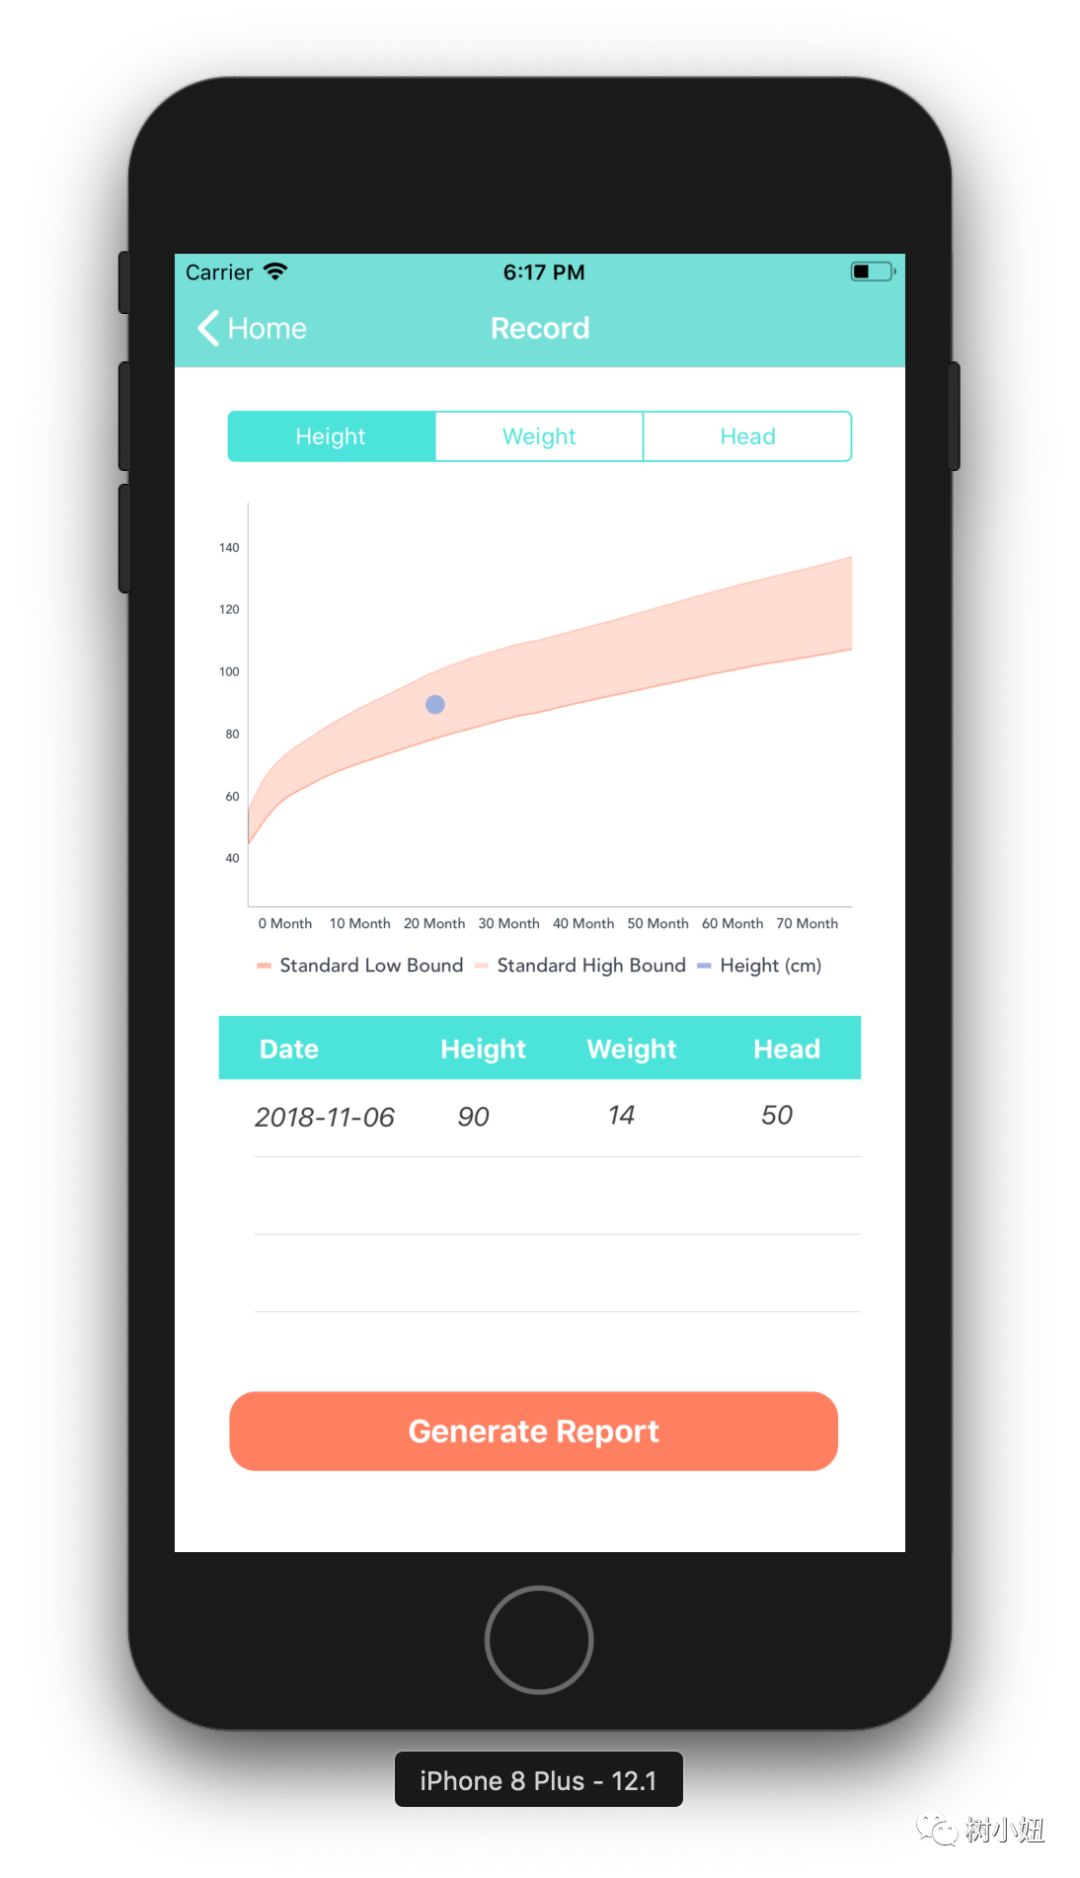 Carrier 6:17 PM
Home Record
Height Weight Head
140
120
100
80
60
40
0 Month 10 Month 20 Month 30 Month 40 Month 50 Month 60 Month 70 Month
Standard Low Bound Standard High Bound Height (cm)
Date Height Weight Head
2018-11-06 90 14 50
Generate Report
iPhone 8 Plus - 12.1
树小妞